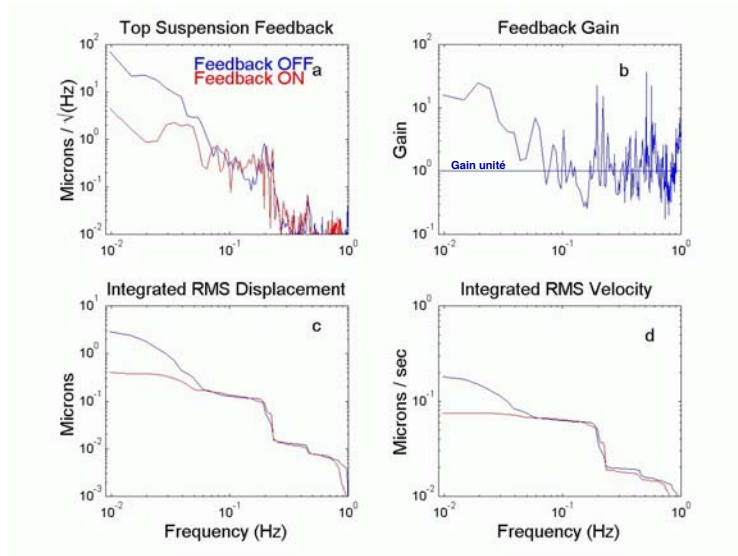 Top Suspension Feedback
Feedback OFF
Feedback ON
a
Microns / √(Hz)
10^2
10^1
10^0
10^-1
10^-2
10^-2
10^-1
10^0
Feedback Gain
b
Gain unité
Gain
10^2
10^1
10^0
10^-1
10^-2
10^-1
10^0
Integrated RMS Displacement
c
Microns
10^1
10^0
10^-1
10^-2
10^-3
10^-2
10^-1
10^0
Frequency (Hz)
Integrated RMS Velocity
d
Microns / sec
10^0
10^-1
10^-2
10^-2
10^-1
10^0
Frequency (Hz)